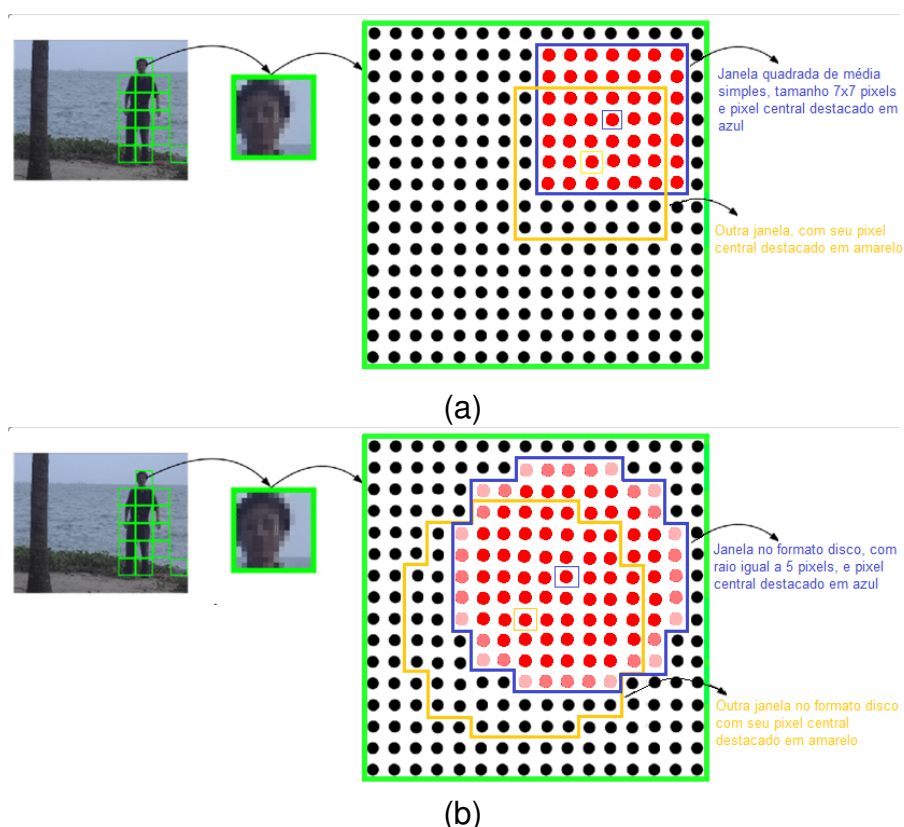 Janela quadrada de média
simples, tamanho 7x7 pixels
e pixel central destacado em
azul
Outra janela, com seu pixel
central destacado em amarelo
(a)
Janela no formato disco, com
raio igual a 5 pixels, e pixel
central destacado em azul
Outra janela no formato disco
com seu pixel central
destacado em amarelo
(b)